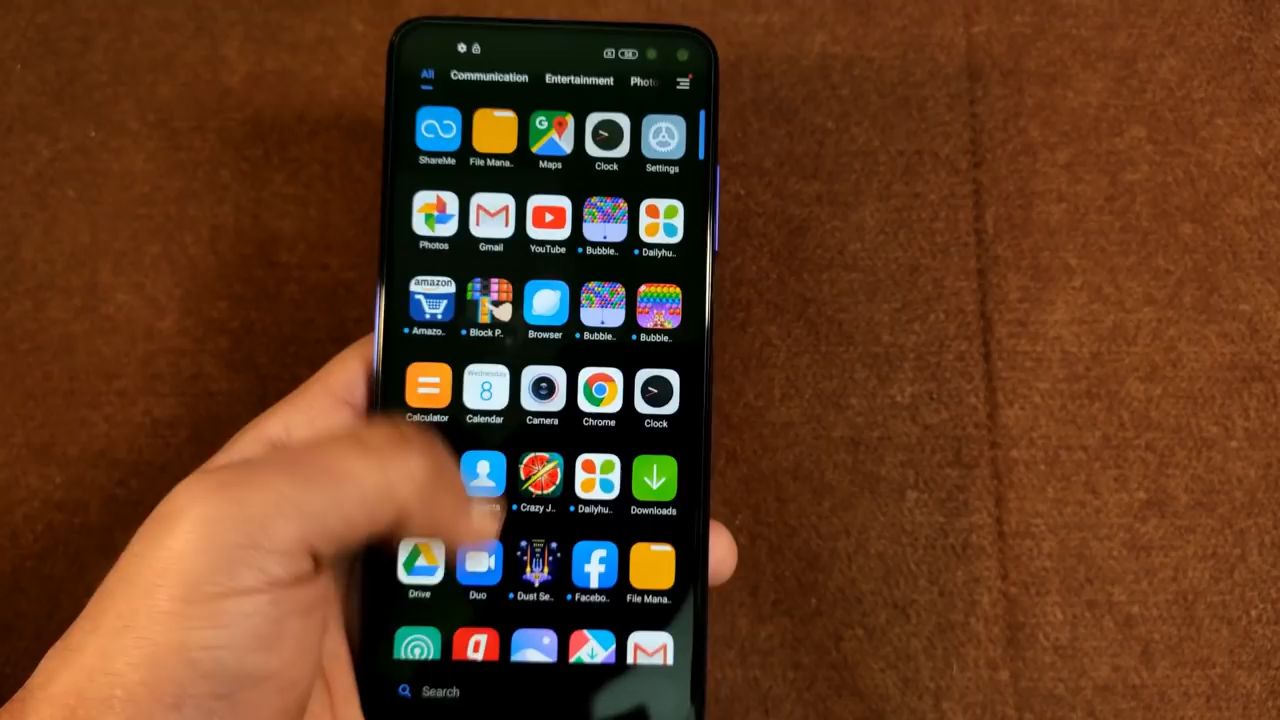 All Communication Entertainment Photo
ShareMe File Mana.. Maps Clock Settings
Photos Gmail YouTube Bubble.. Dailyhu..
amazon
Amazo.. Block P.. Browser Bubble.. Bubble..
Wednesday
8
Calculator Calendar Camera Chrome Clock
Crazy J.. Dailyhu.. Downloads
Drive Duo Dust Se.. Facebo.. File Mana..
Search